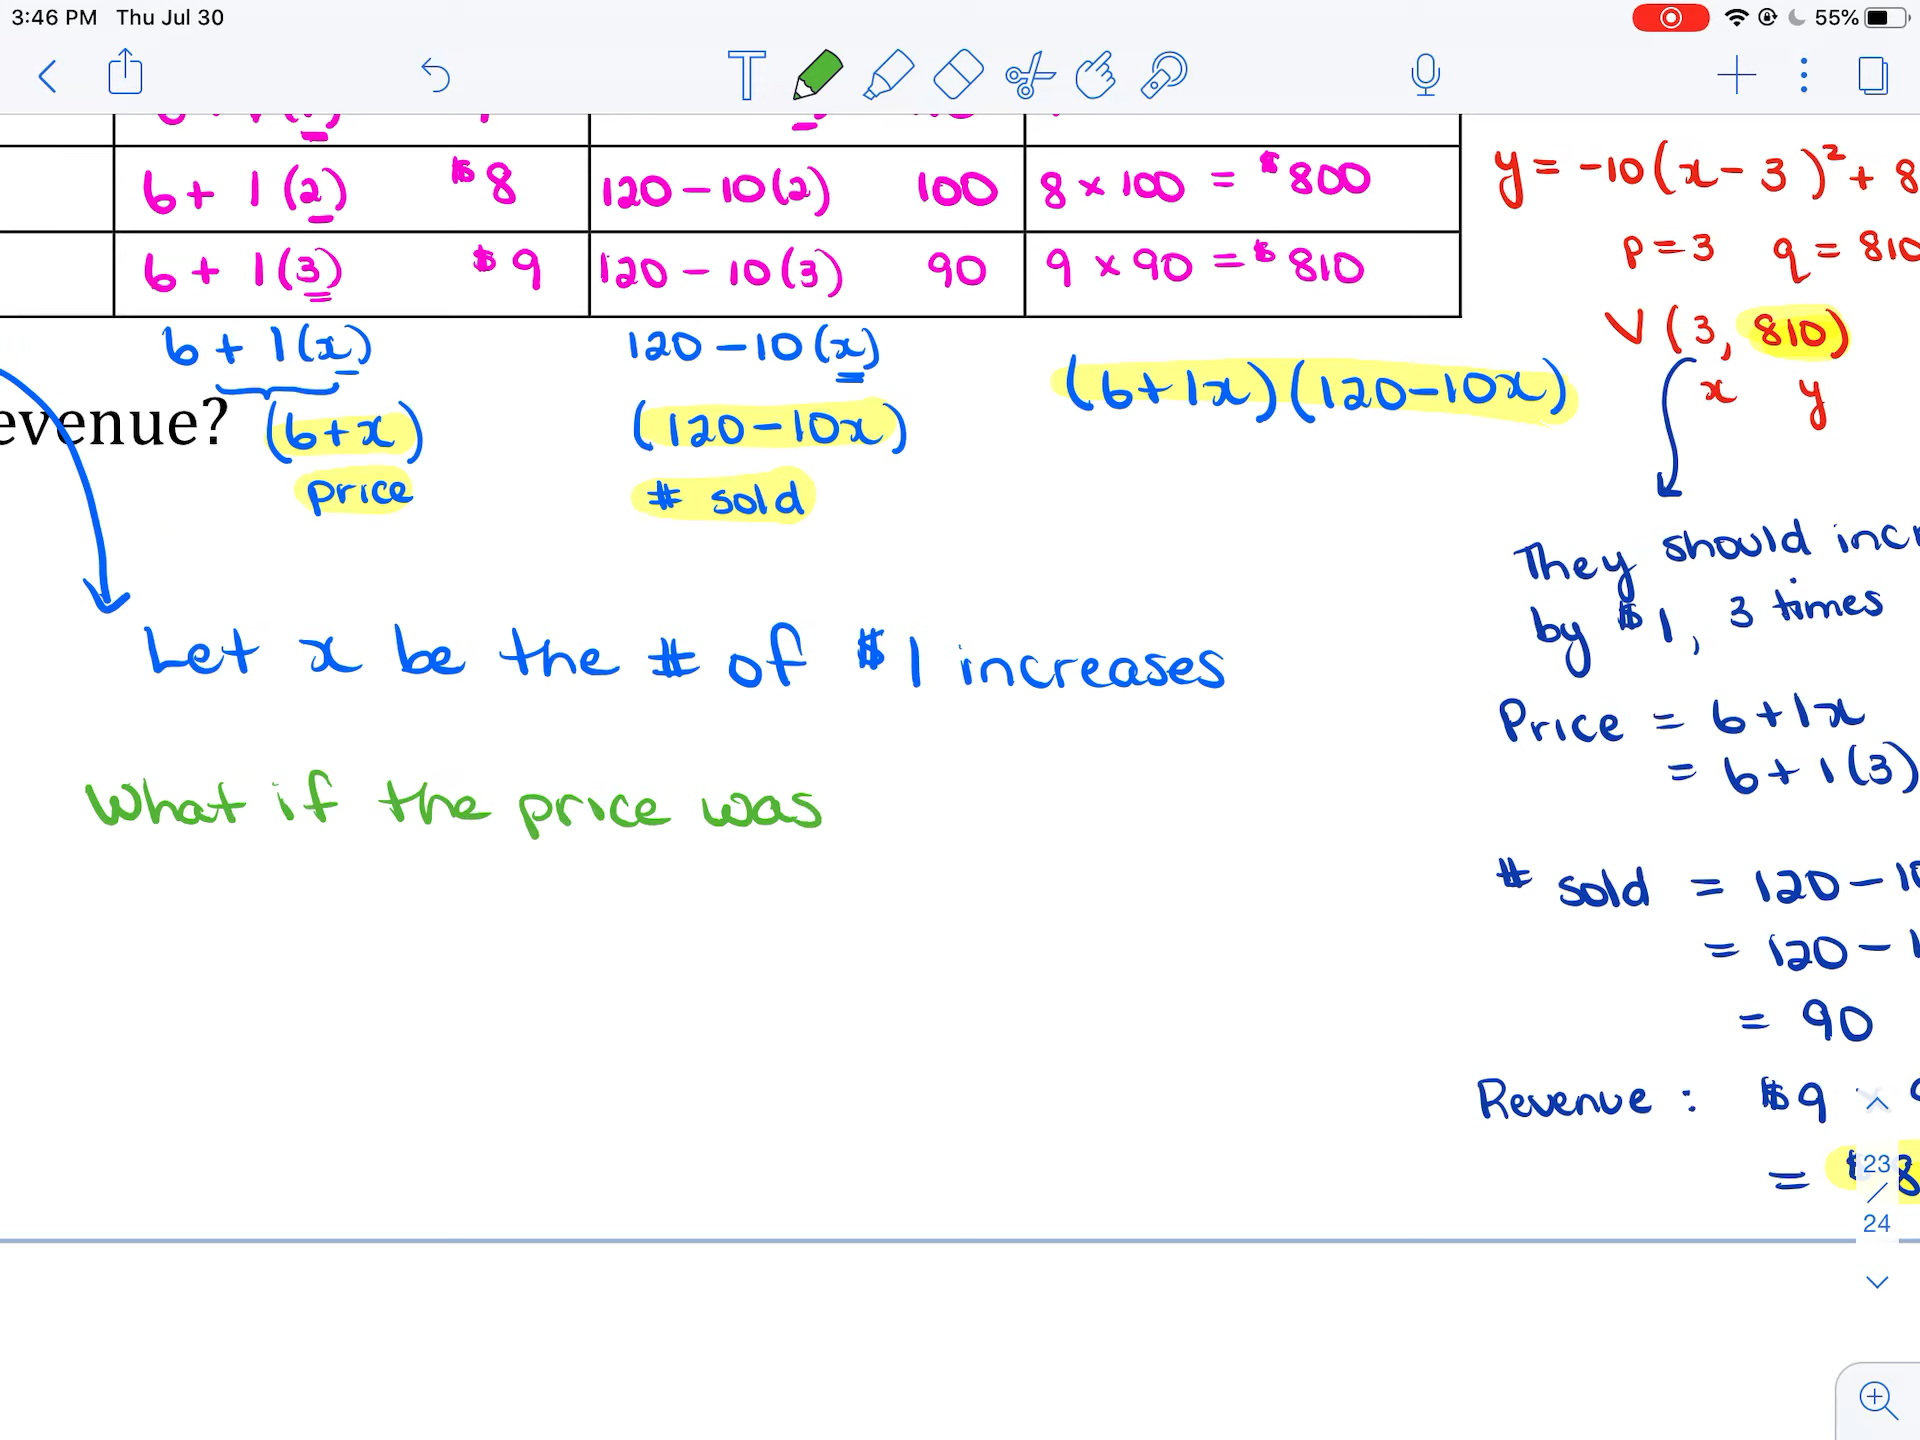 3:46 PM Thu Jul 30
55%
6 + 1(2) $8 120 - 10(2) 100 8 × 100 = $800
6 + 1(3) $9 120 - 10(3) 90 9 × 90 = $810
6 + 1(x) 120 - 10(x)
(6+1x)(120-10x)
evenue? (6+x) (120-10x)
price # sold
Let x be the # of $1 increases
What if the price was
y = -10(x - 3)² + 8
p = 3 q = 810
V (3, 810)
x y
They should incr
by $1, 3 times
Price = 6+1x
= 6+1(3)
# sold = 120 - 10
= 120 - 1
= 90
Revenue : $9
= $8
23
/
24